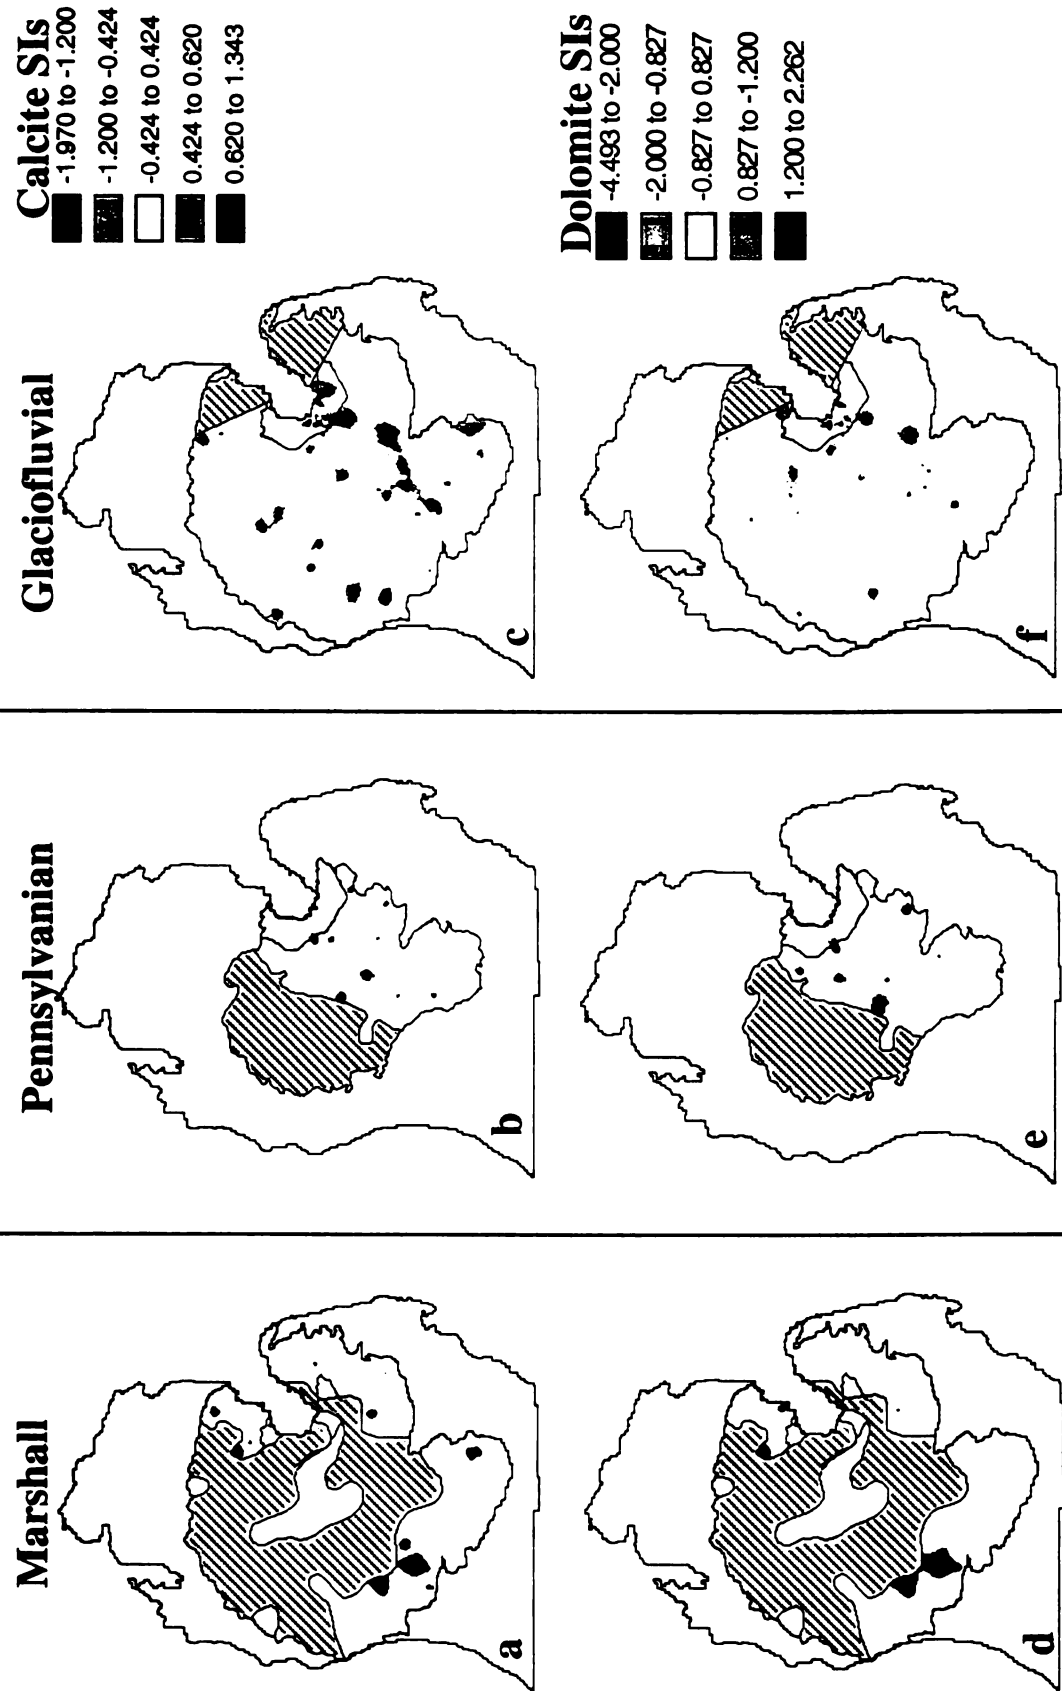 Marshall
Pennsylvanian
Glaciofluvial
Calcite SIs
-1.970 to -1.200
-1.200 to -0.424
-0.424 to 0.424
0.424 to 0.620
0.620 to 1.343
a
b
c
Dolomite SIs
-4.493 to -2.000
-2.000 to -0.827
-0.827 to 0.827
0.827 to -1.200
1.200 to 2.262
d
e
f